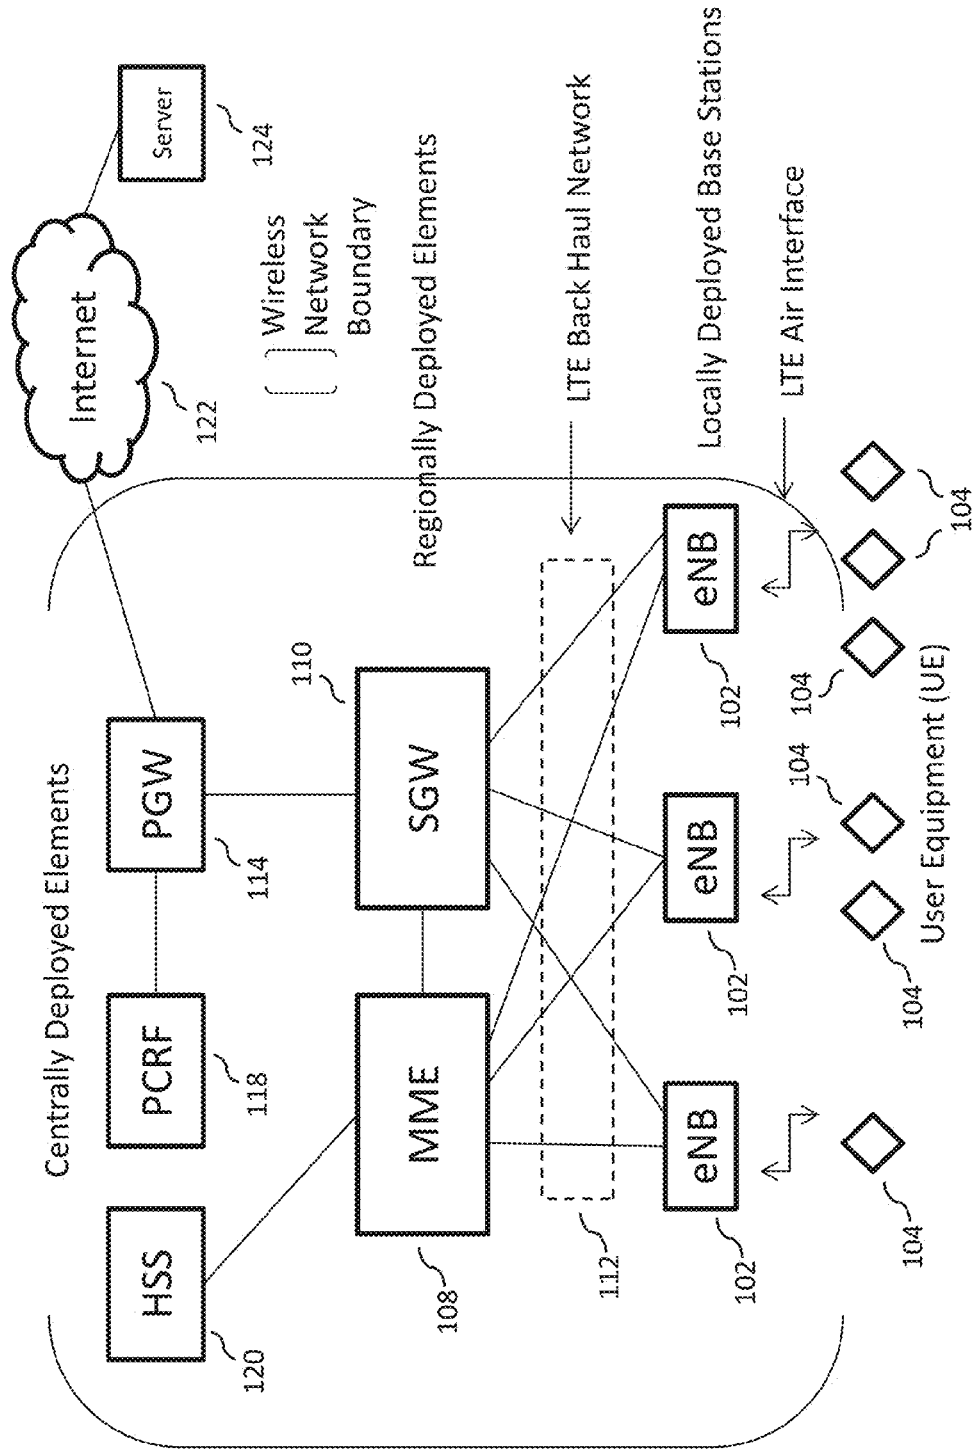 Centrally Deployed Elements
HSS
120
PCRF
118
PGW
114
Internet
122
Server
124
Wireless
Network
Boundary
Regionally Deployed Elements
MME
108
SGW
110
LTE Back Haul Network
112
Locally Deployed Base Stations
eNB
102
eNB
102
eNB
102
LTE Air Interface
104
104
104
104
104
User Equipment (UE)